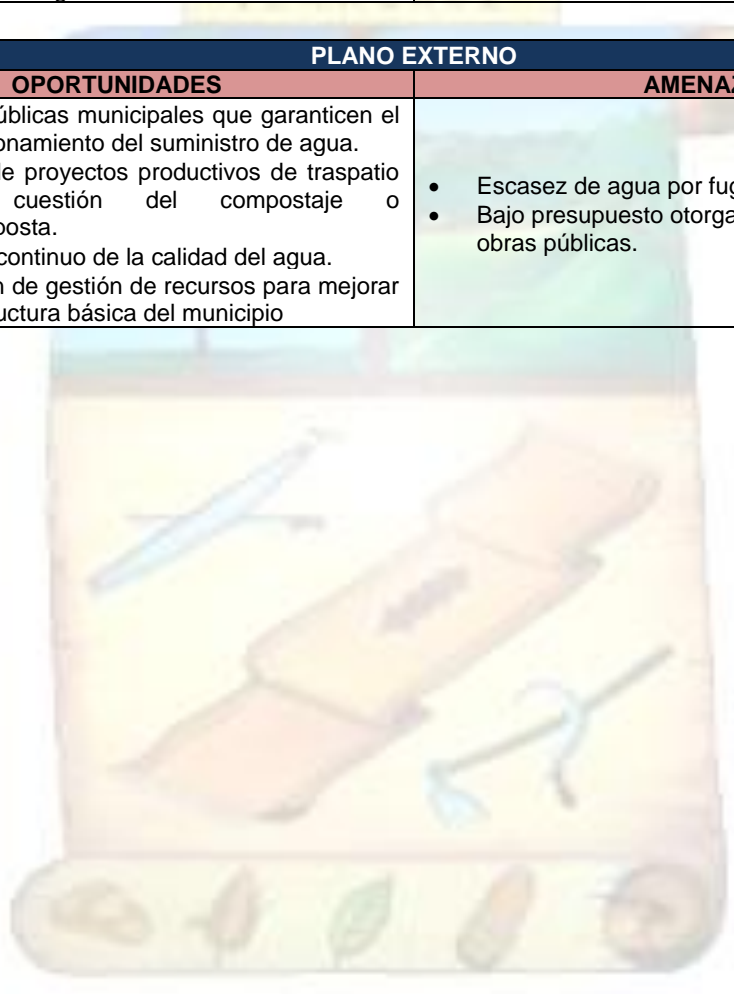 PLANO EXTERNO
OPORTUNIDADES
úblicas municipales que garanticen el
onamiento del suministro de agua.
le proyectos productivos de traspatio
cuestión del compostaje o
posta.
continuo de la calidad del agua.
n de gestión de recursos para mejorar
uctura básica del municipio
AMENAZ
• Escasez de agua por fug
• Bajo presupuesto otorga
obras públicas.